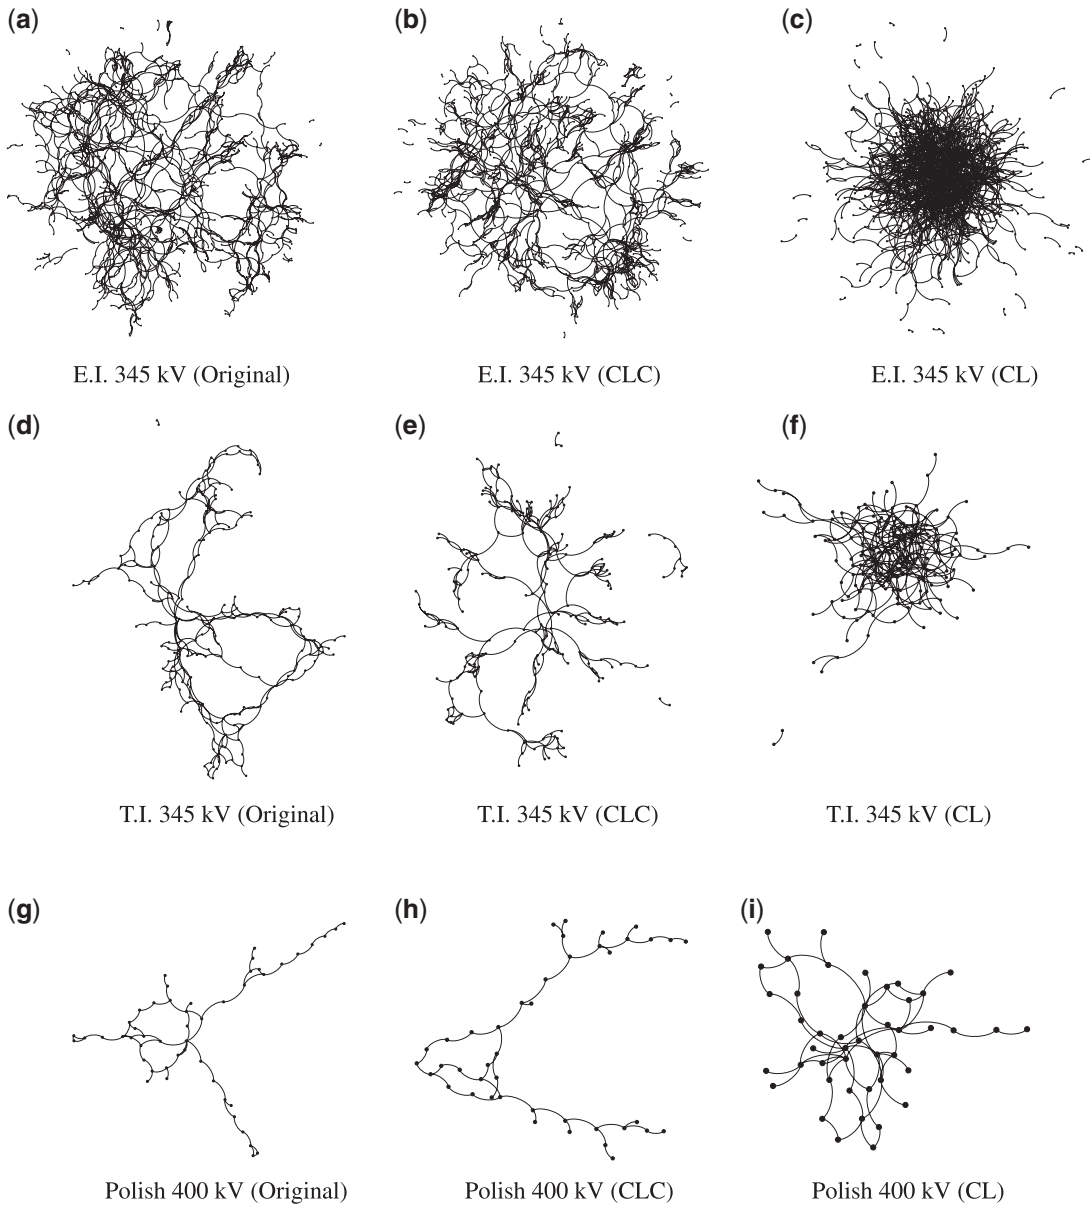 (a)
(b)
(c)
E.I. 345 kV (Original)
E.I. 345 kV (CLC)
E.I. 345 kV (CL)
(d)
(e)
(f)
T.I. 345 kV (Original)
T.I. 345 kV (CLC)
T.I. 345 kV (CL)
(g)
(h)
(i)
Polish 400 kV (Original)
Polish 400 kV (CLC)
Polish 400 kV (CL)